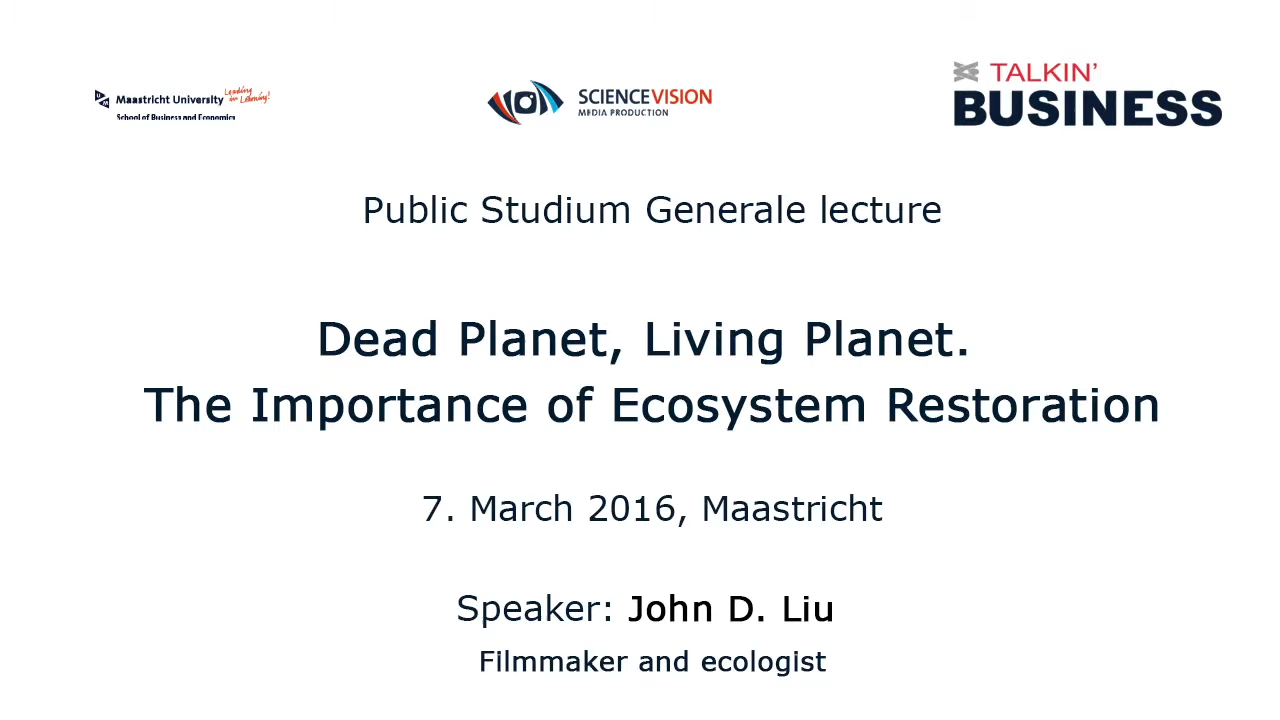 Maastricht University Leading in Learning!
School of Business and Economics
SCIENCEVISION
MEDIA PRODUCTION
TALKIN'
BUSINESS
Public Studium Generale lecture
Dead Planet, Living Planet.
The Importance of Ecosystem Restoration
7. March 2016, Maastricht
Speaker: John D. Liu
Filmmaker and ecologist